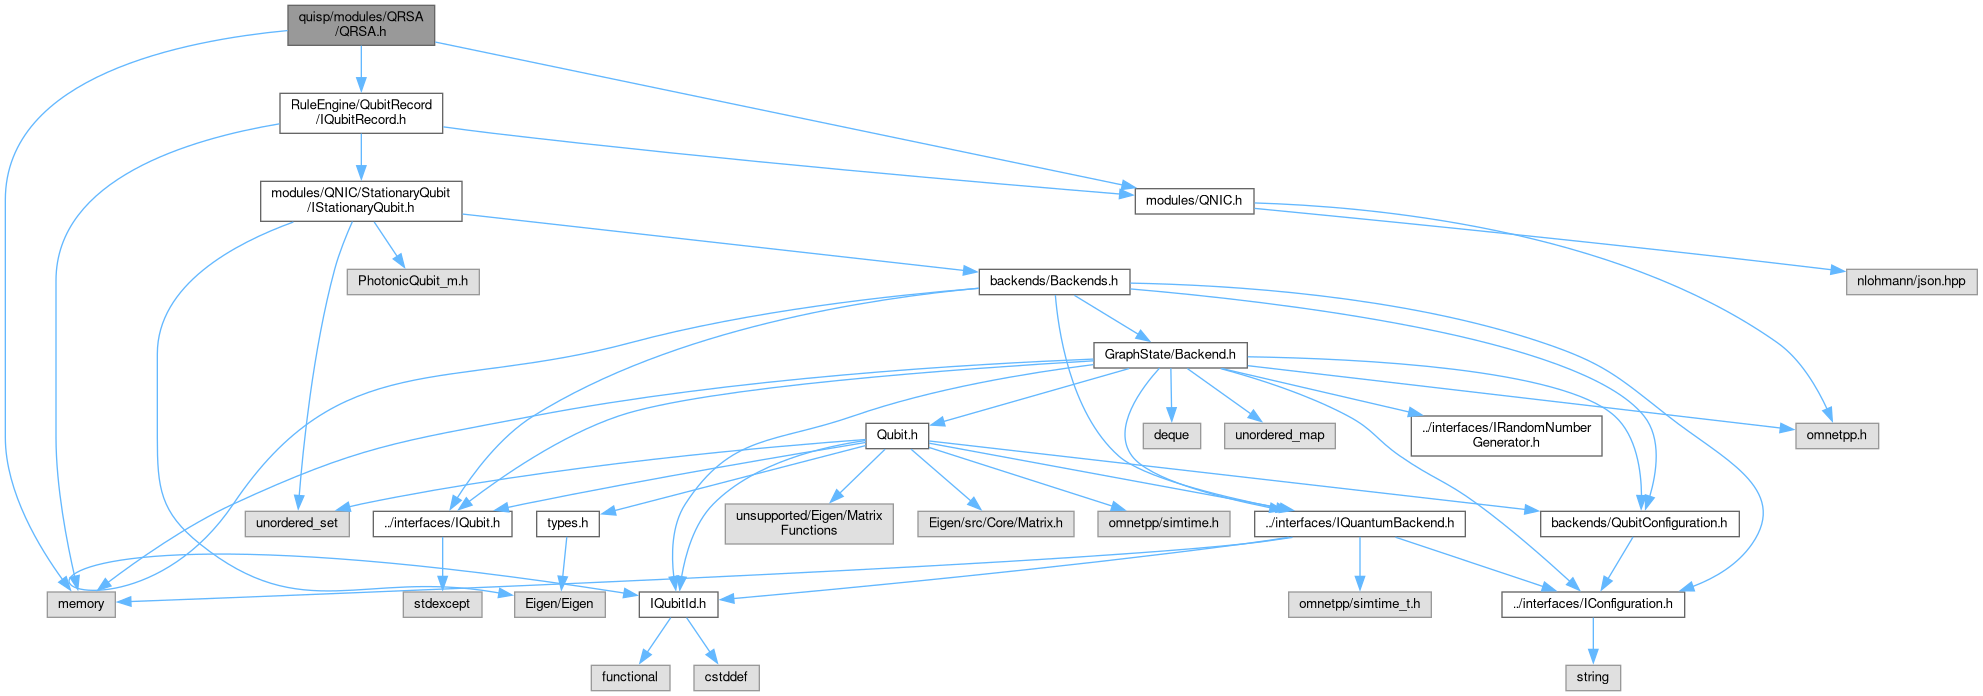 quisp/modules/QRSA
/QRSA.h
RuleEngine/QubitRecord
/IQubitRecord.h
modules/QNIC/StationaryQubit
/IStationaryQubit.h
modules/QNIC.h
PhotonicQubit_m.h
backends/Backends.h
nlohmann/json.hpp
GraphState/Backend.h
Qubit.h
deque
unordered_map
../interfaces/IRandomNumber
Generator.h
omnetpp.h
unordered_set
../interfaces/IQubit.h
types.h
unsupported/Eigen/Matrix
Functions
Eigen/src/Core/Matrix.h
omnetpp/simtime.h
../interfaces/IQuantumBackend.h
backends/QubitConfiguration.h
memory
stdexcept
Eigen/Eigen
IQubitId.h
omnetpp/simtime_t.h
../interfaces/IConfiguration.h
functional
cstddef
string